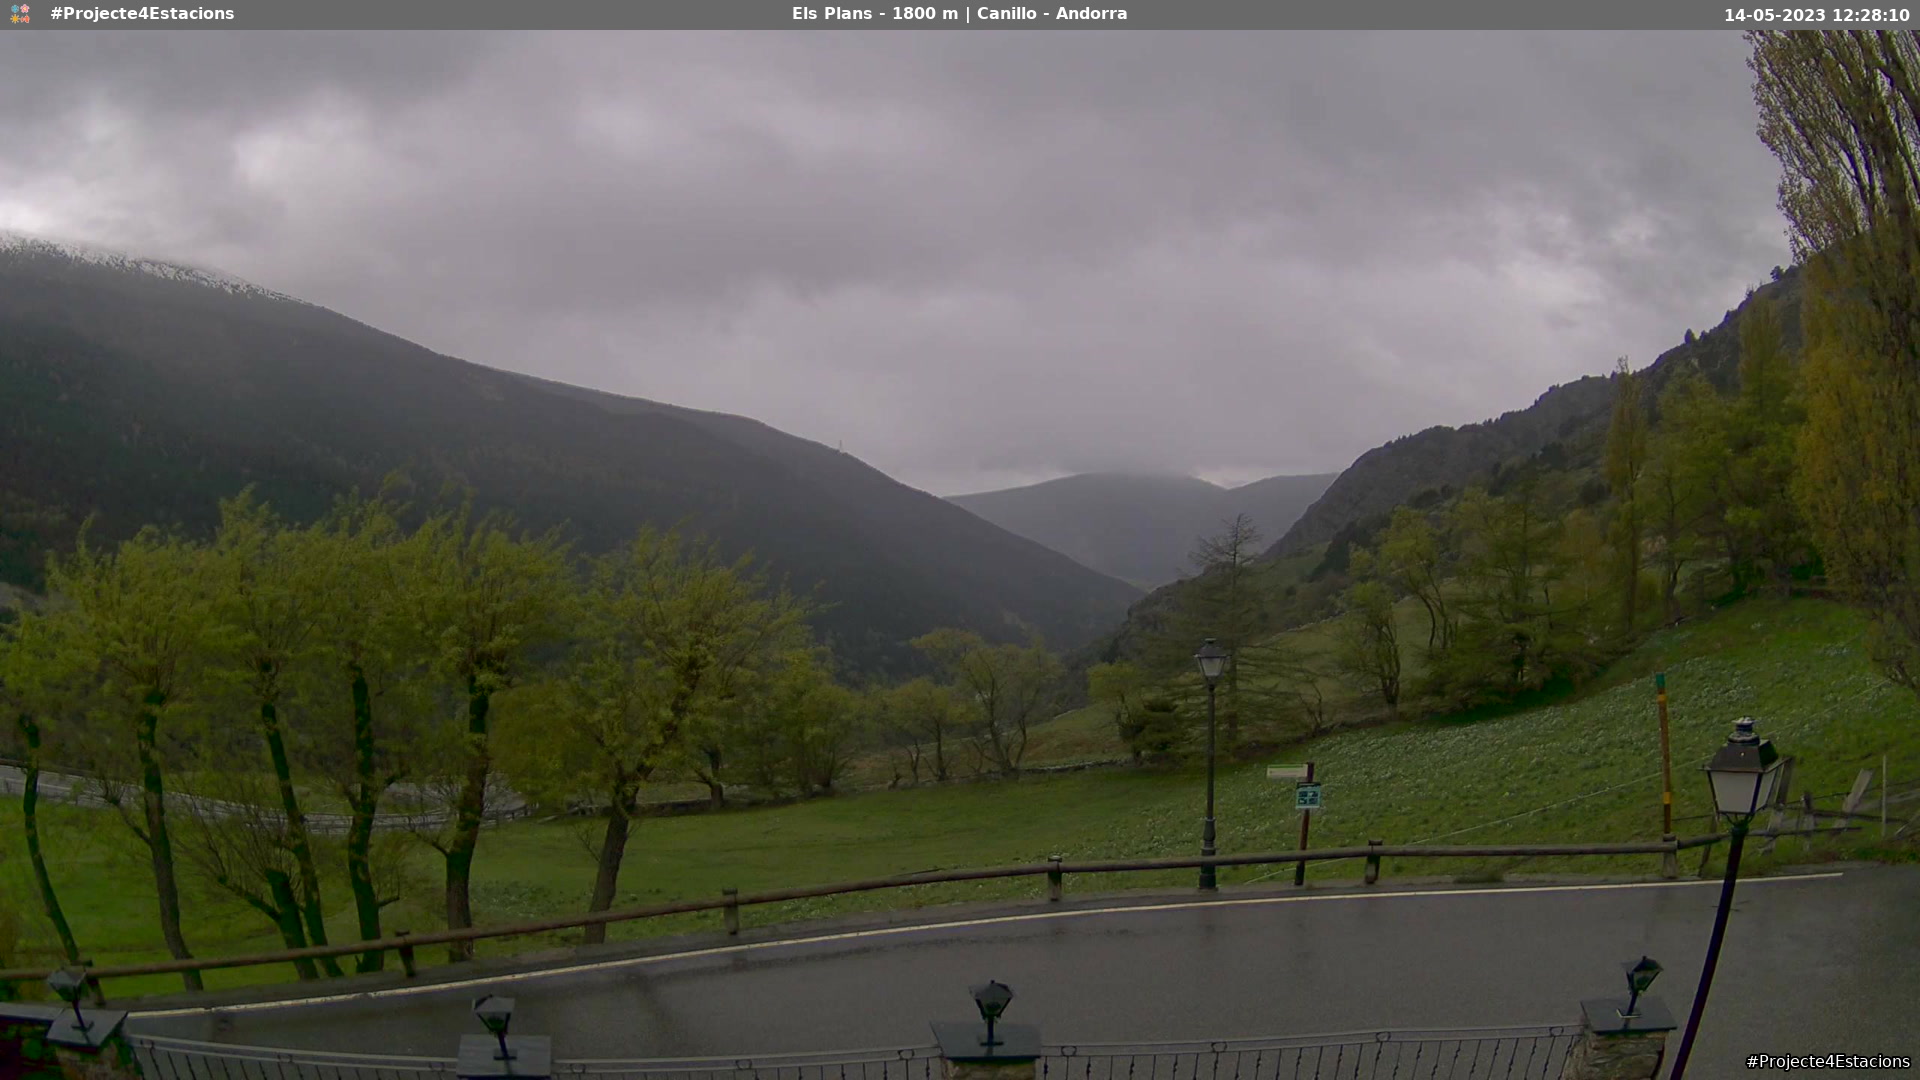 #Projecte4Estacions
Els Plans - 1800 m | Canillo - Andorra
14-05-2023 12:28:10
#Projecte4Estacions